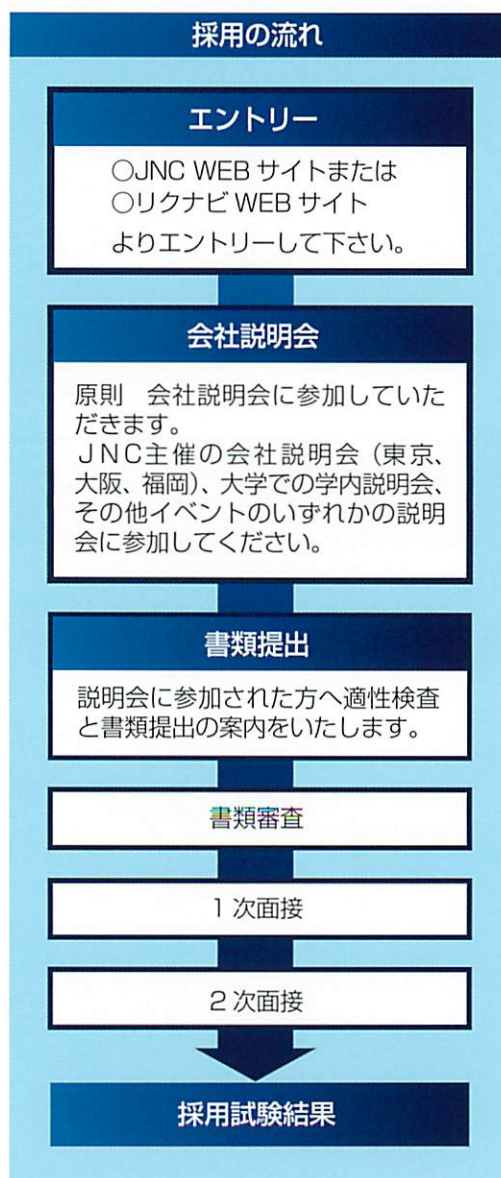 採用の流れ
エントリー
○JNC WEB サイトまたは
○リクナビ WEB サイト
よりエントリーして下さい。
会社説明会
原則　会社説明会に参加していた
だきます。
ＪＮＣ主催の会社説明会（東京、
大阪、福岡）、大学での学内説明会、
その他イベントのいずれかの説明
会に参加してください。
書類提出
説明会に参加された方へ適性検査
と書類提出の案内をいたします。
書類審査
１次面接
２次面接
採用試験結果